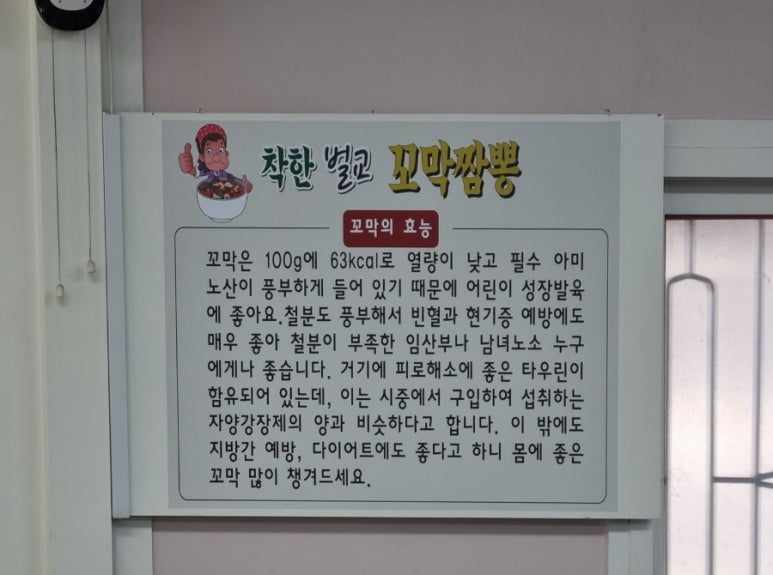 착한 벌교 꼬막짬뽕
꼬막의 효능
꼬막은 100g에 63kcal로 열량이 낮고 필수 아미
노산이 풍부하게 들어 있기 때문에 어린이 성장발육
에 좋아요.철분도 풍부해서 빈혈과 현기증 예방에도
매우 좋아 철분이 부족한 임산부나 남녀노소 누구
에게나 좋습니다. 거기에 피로해소에 좋은 타우린이
함유되어 있는데, 이는 시중에서 구입하여 섭취하는
자양강장제의 양과 비슷하다고 합니다. 이 밖에도
지방간 예방, 다이어트에도 좋다고 하니 몸에 좋은
꼬막 많이 챙겨드세요.